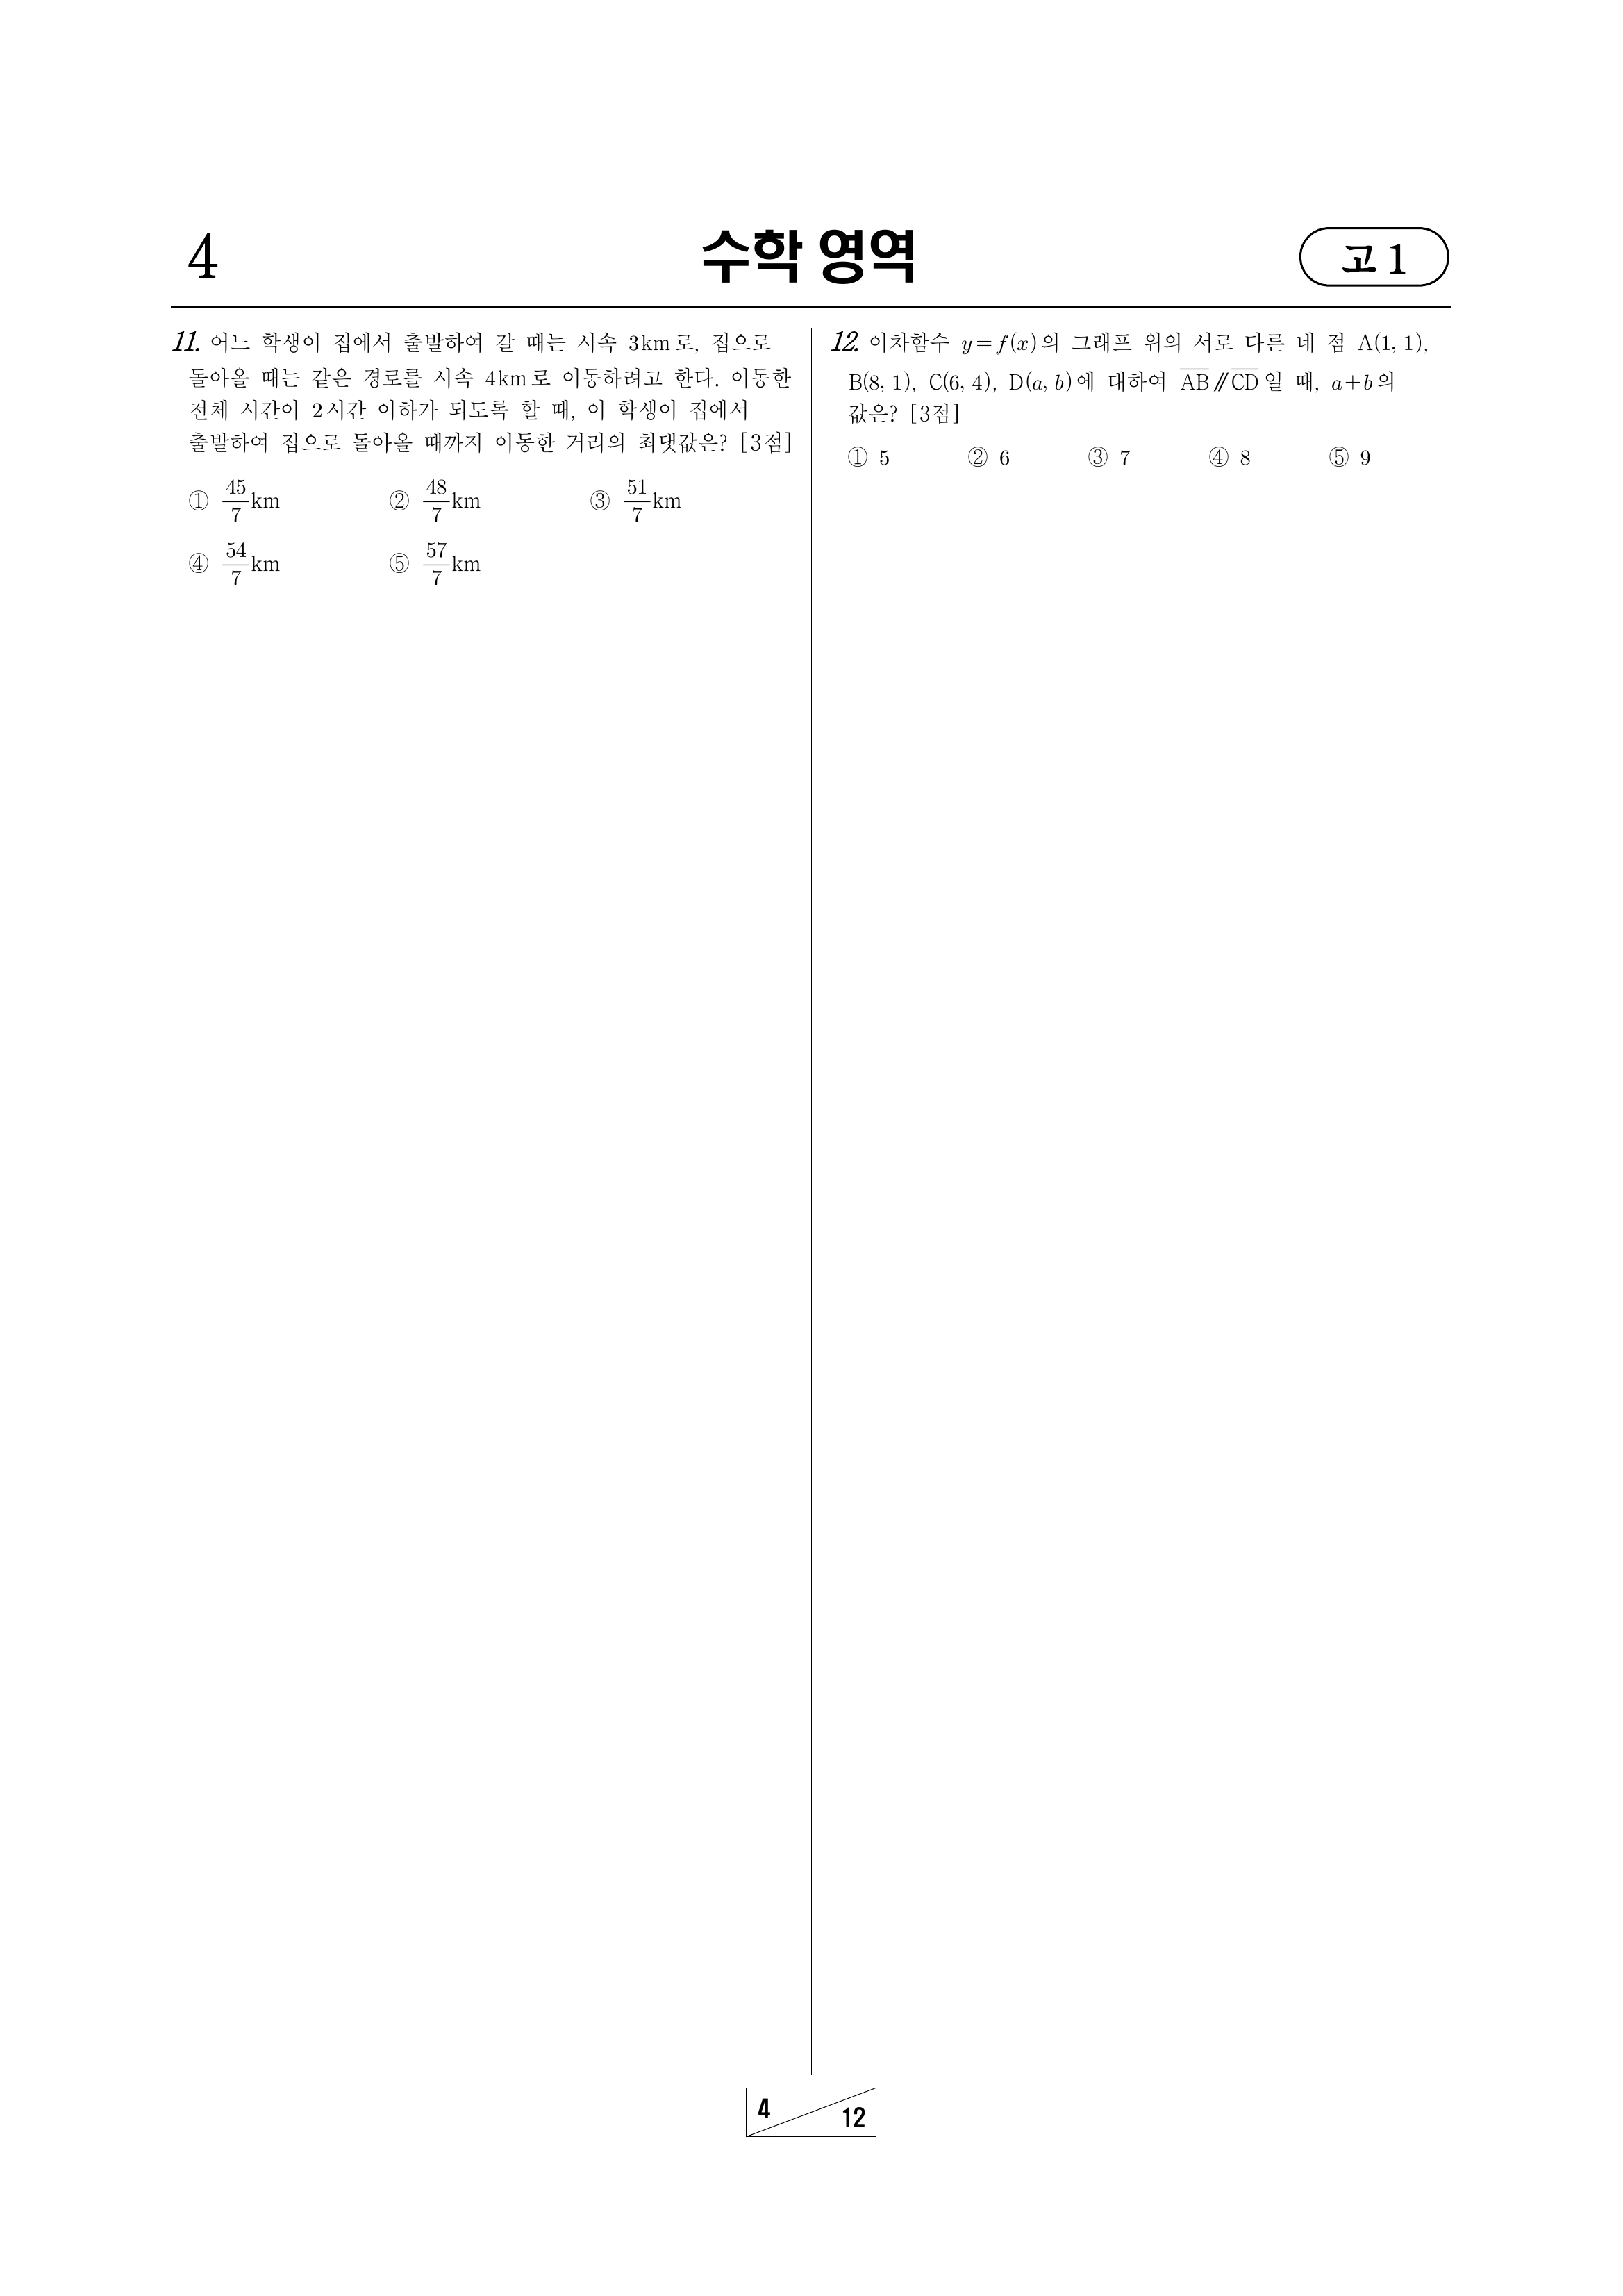 4
수학 영역
고 1
11. 어느 학생이 집에서 출발하여 갈 때는 시속 3km로, 집으로
돌아올 때는 같은 경로를 시속 4km로 이동하려고 한다. 이동한
전체 시간이 2시간 이하가 되도록 할 때, 이 학생이 집에서
출발하여 집으로 돌아올 때까지 이동한 거리의 최댓값은? [3점]
① 45/7 km ② 48/7 km ③ 51/7 km
④ 54/7 km ⑤ 57/7 km
12. 이차함수 y=f(x)의 그래프 위의 서로 다른 네 점 A(1, 1),
B(8, 1), C(6, 4), D(a, b)에 대하여 A̅B̅∥C̅D̅일 때, a+b의
값은? [3점]
① 5 ② 6 ③ 7 ④ 8 ⑤ 9
4
12